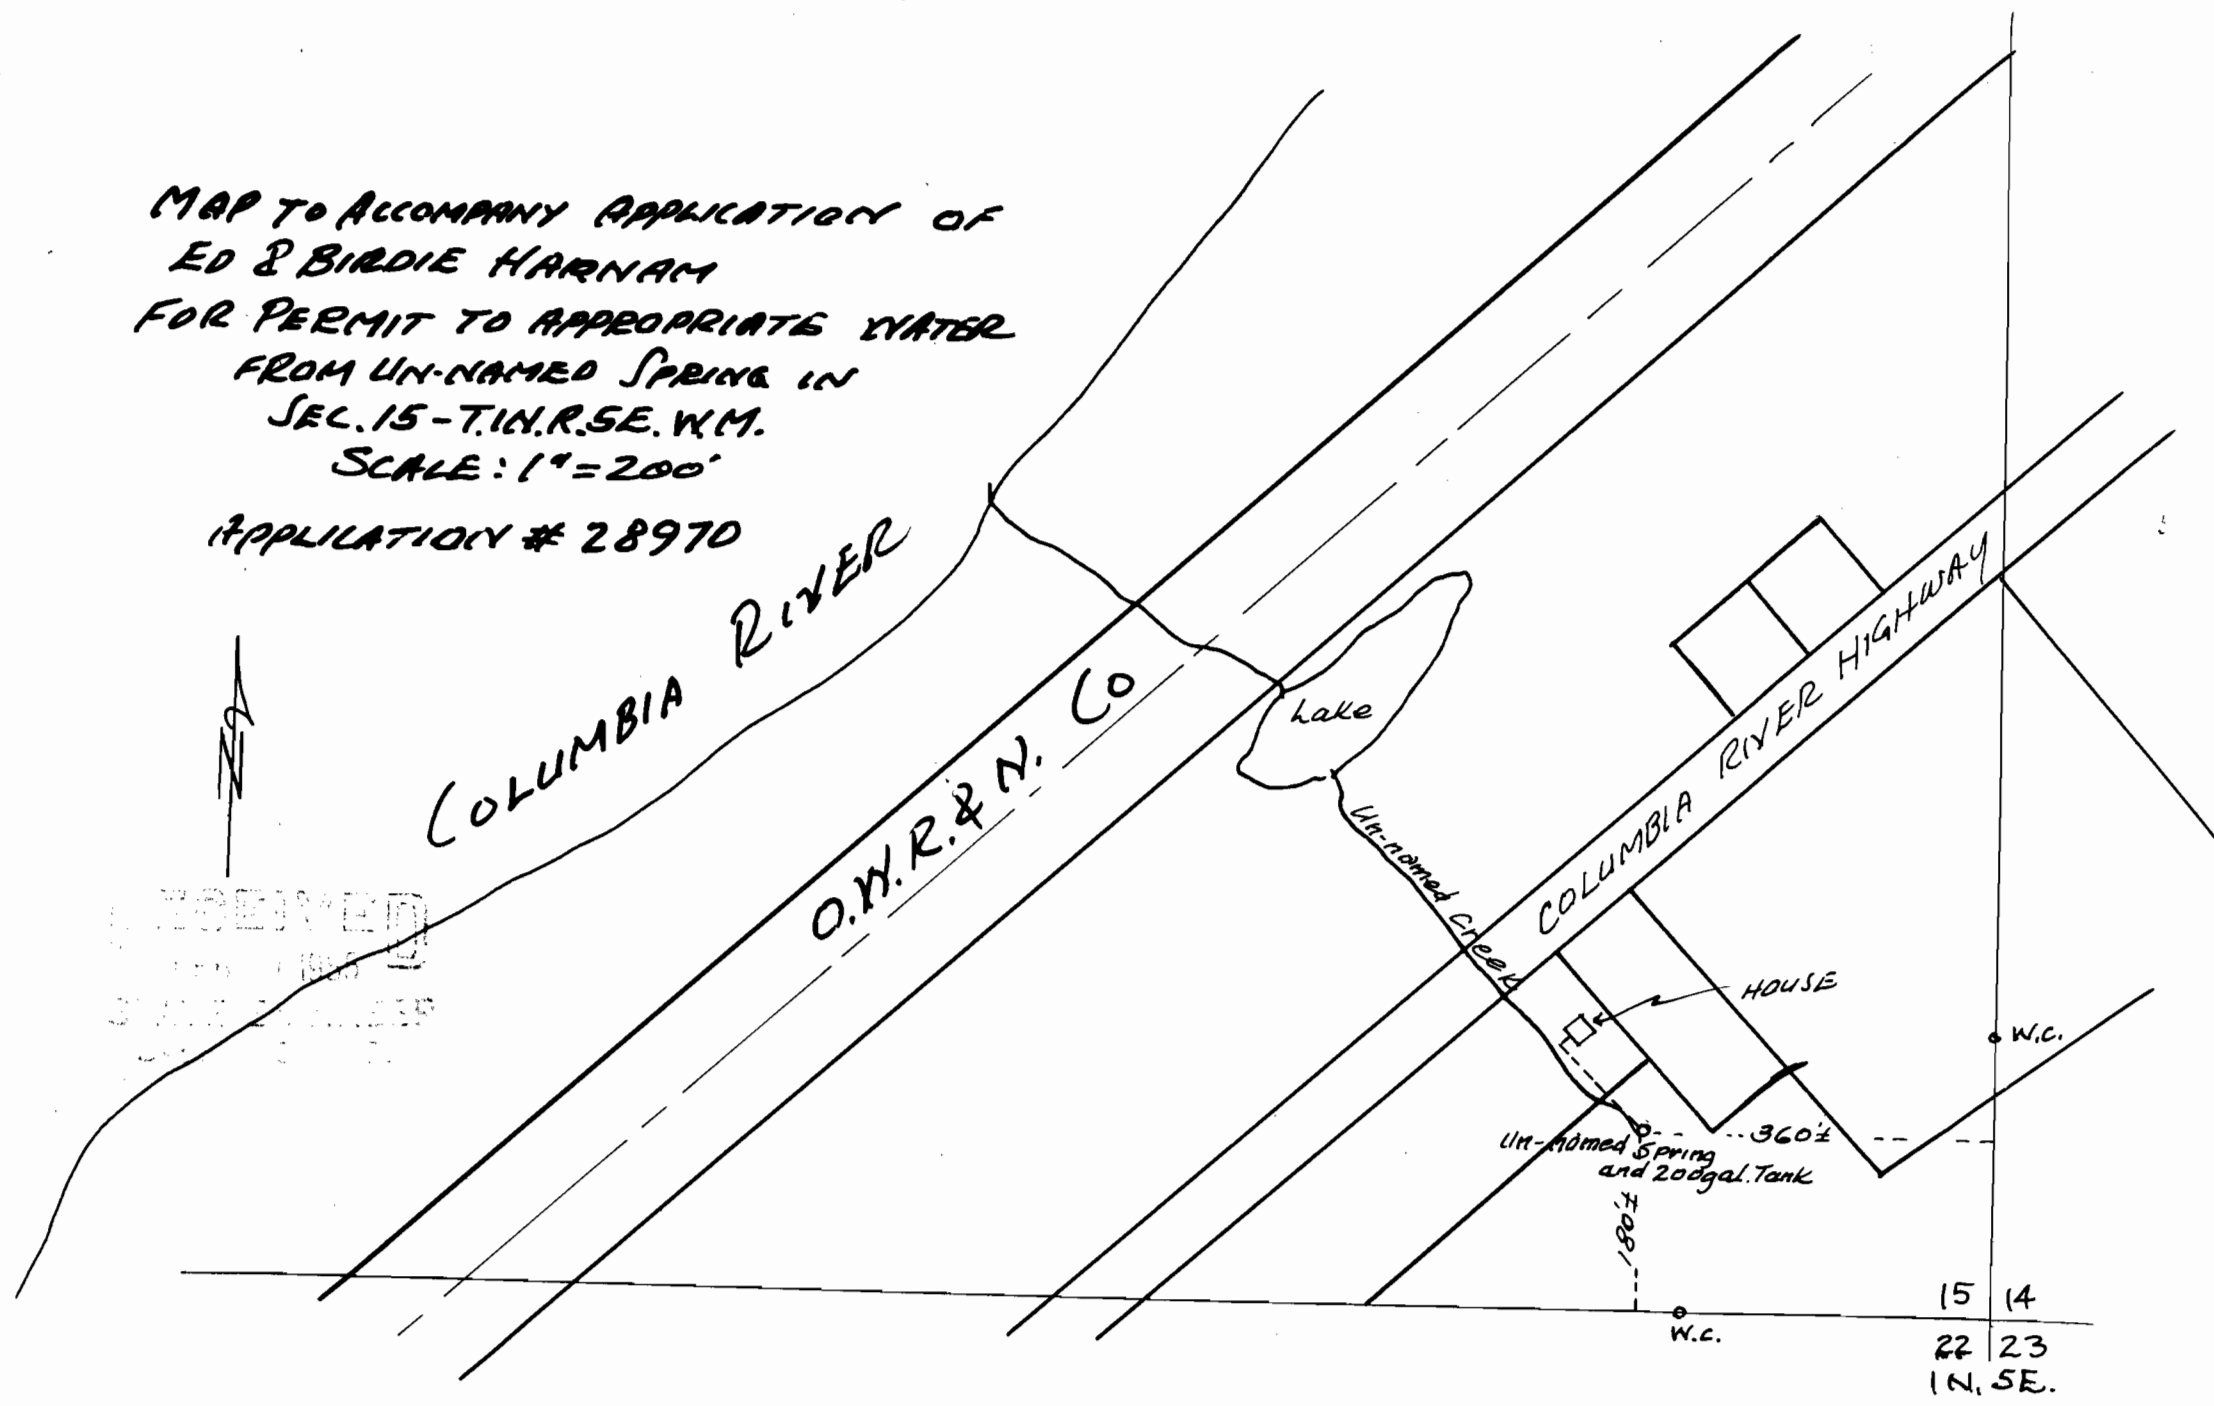 MAP TO ACCOMPANY APPLICATION OF
ED & BIRDIE HARNAM
FOR PERMIT TO APPROPRIATE WATER
FROM UN-NAMED SPRING IN
SEC. 15 - T.1N.R.5E. W.M.
SCALE: 1" = 200'
APPLICATION # 28970
COLUMBIA RIVER
N
O.W.R. & N. Co
Lake
Un-named Creek
COLUMBIA RIVER HIGHWAY
HOUSE
W.C.
360'±
Un-named Spring
and 200gal. Tank
180'±
W.C.
15 14
22 23
1N. 5E.
RECEIVED